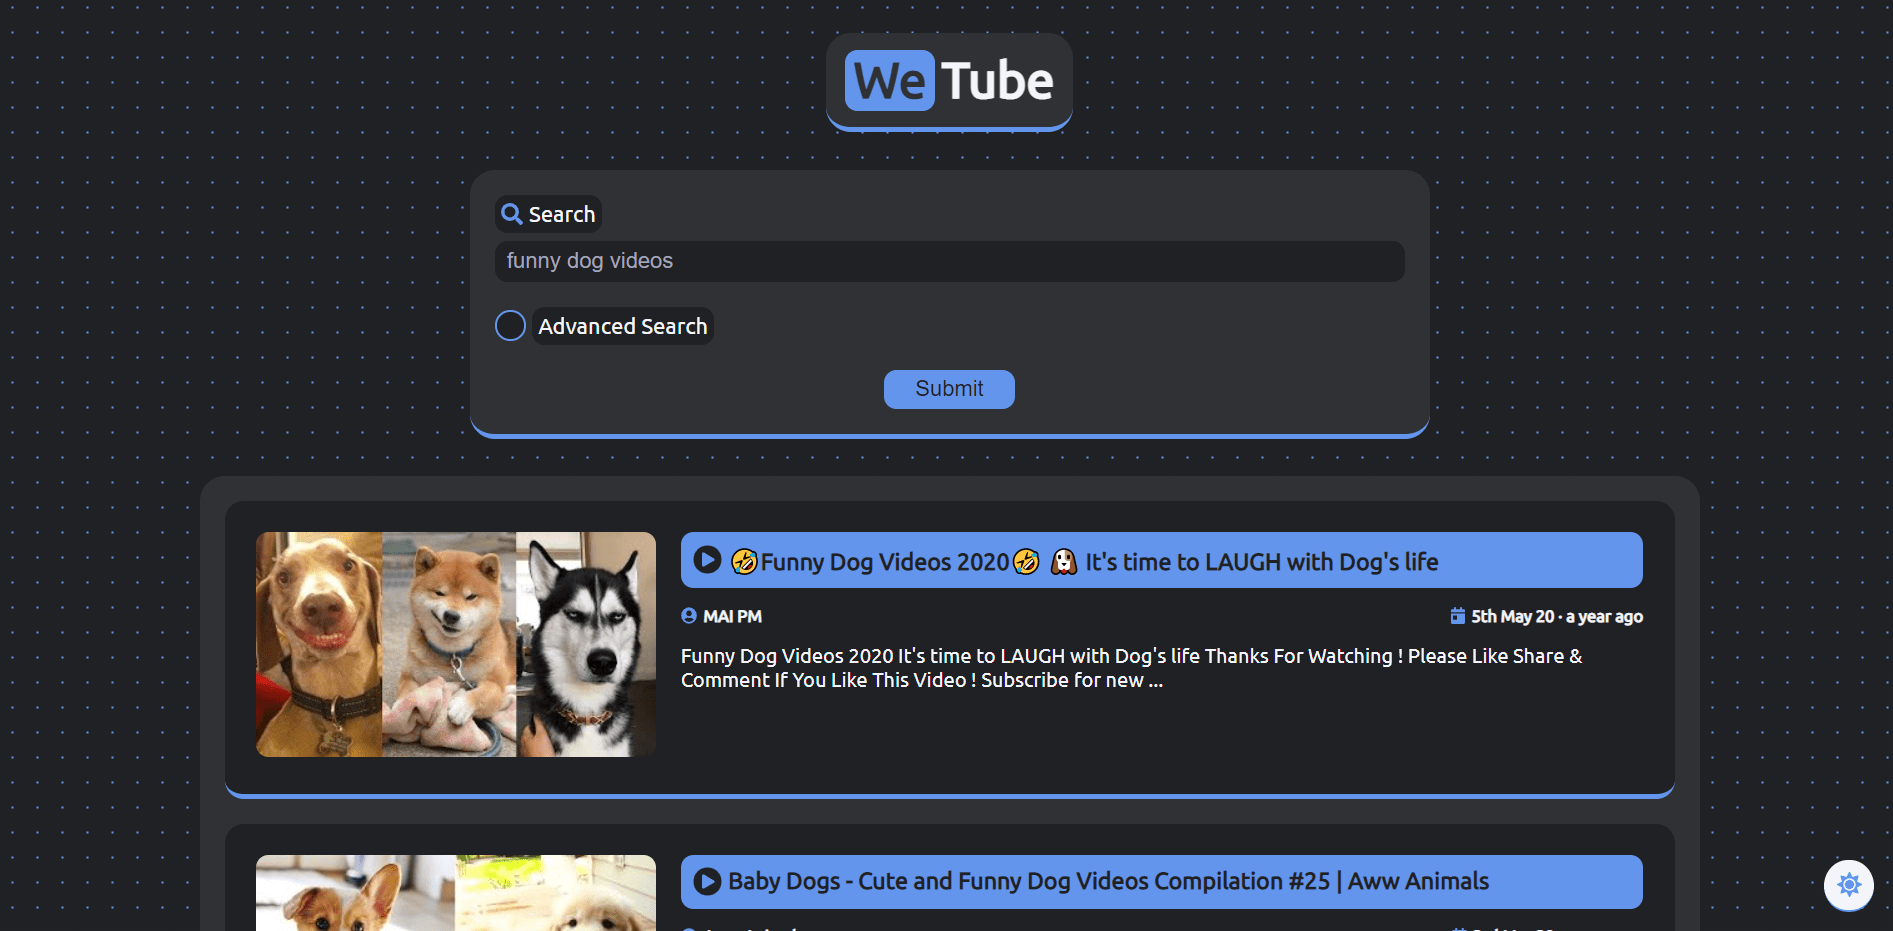 We Tube
Search
funny dog videos
Advanced Search
Submit
🤣Funny Dog Videos 2020🤣 🐶 It's time to LAUGH with Dog's life
MAI PM
5th May 20 · a year ago
Funny Dog Videos 2020 It's time to LAUGH with Dog's life Thanks For Watching ! Please Like Share &
Comment If You Like This Video ! Subscribe for new ...
Baby Dogs - Cute and Funny Dog Videos Compilation #25 | Aww Animals